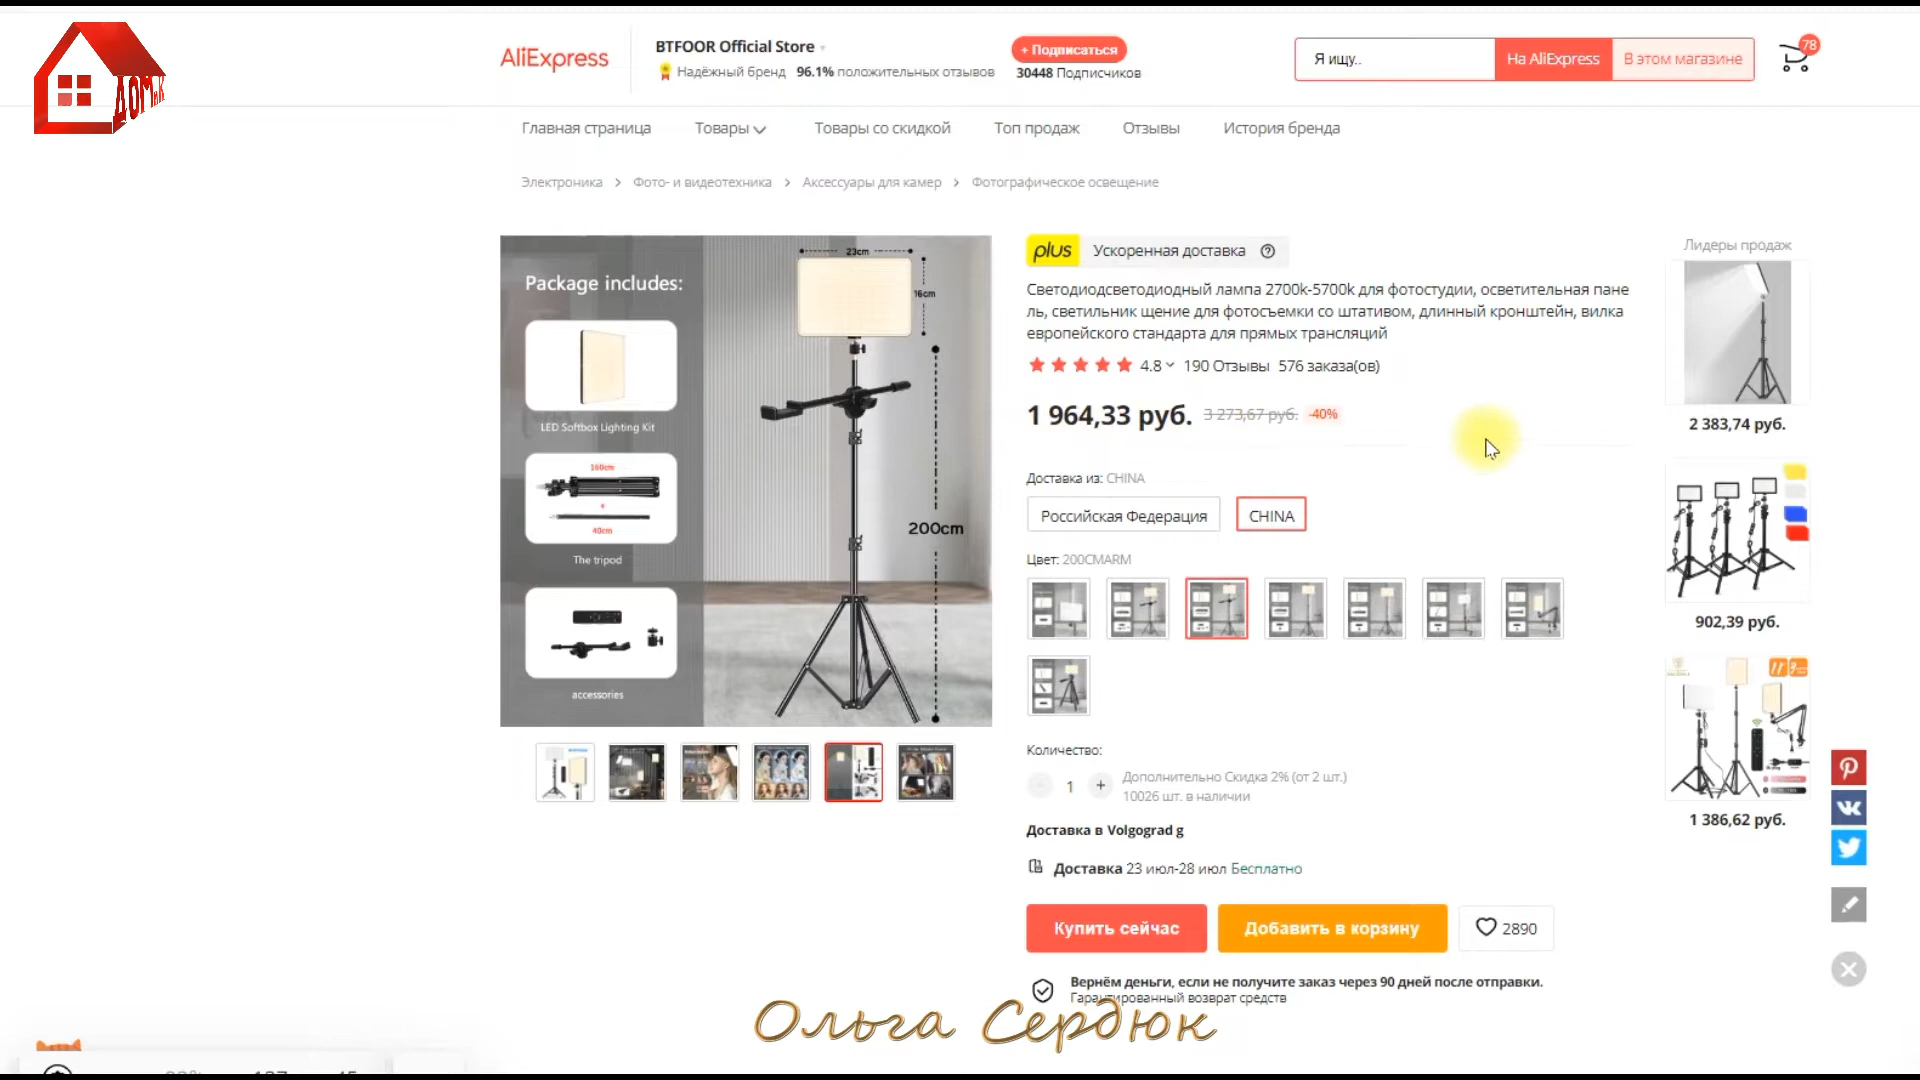 ДОМиК
AliExpress
BTFOOR Official Store
Надёжный бренд 96.1% положительных отзывов
+ Подписаться
30448 Подписчиков
Я ищу..
На AliExpress
В этом магазине
78
Главная страница
Товары
Товары со скидкой
Топ продаж
Отзывы
История бренда
Электроника > Фото- и видеотехника > Аксессуары для камер > Фотографическое освещение
Package includes:
LED Softbox Lighting Kit
160cm
+
40cm
The tripod
accessories
23cm
16cm
200cm
plus Ускоренная доставка
Светодиодсветодиодный лампа 2700k-5700k для фотостудии, осветительная пане
ль, светильник щение для фотосъемки со штативом, длинный кронштейн, вилка
европейского стандарта для прямых трансляций
4.8 190 Отзывы 576 заказа(ов)
1 964,33 руб. 3 273,67 руб. -40%
Доставка из: CHINA
Российская Федерация
CHINA
Цвет: 200CMARM
Количество:
1 +
Дополнительно Скидка 2% (от 2 шт.)
10026 шт. в наличии
Доставка в Volgograd g
Доставка 23 июл-28 июл Бесплатно
Купить сейчас
Добавить в корзину
2890
Вернём деньги, если не получите заказ через 90 дней после отправки.
Гарантированный возврат средств
Лидеры продаж
2 383,74 руб.
902,39 руб.
1 386,62 руб.
Ольга Сердюк